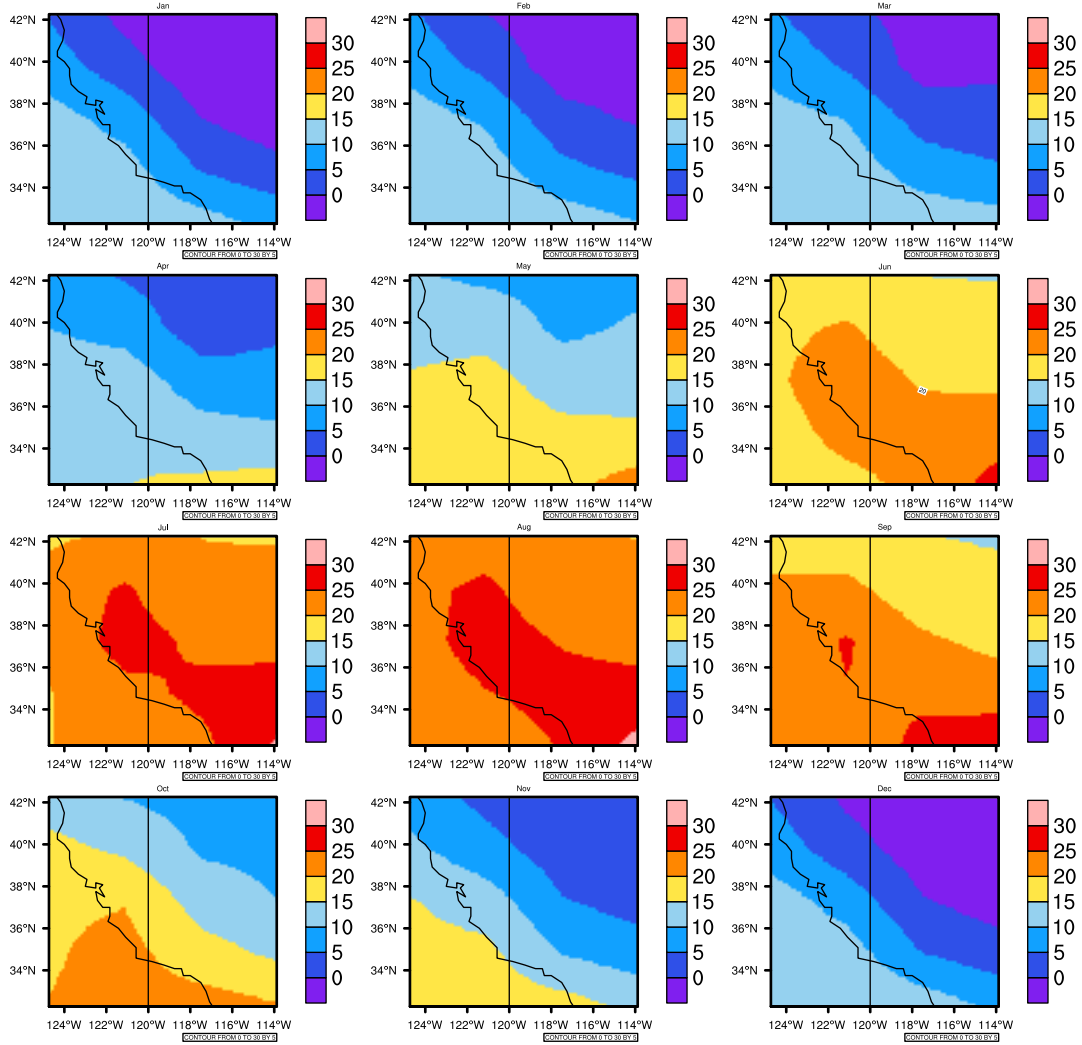 Jan Feb Mar
42°N 30 42°N 30 42°N 30
40°N 25 40°N 25 40°N 25
20 20 20
38°N 15 38°N 15 38°N 15
10 10 10
36°N 5 36°N 5 36°N 5
34°N 0 34°N 0 34°N 0
124°W 122°W 120°W 118°W 116°W 114°W 124°W 122°W 120°W 118°W 116°W 114°W 124°W 122°W 120°W 118°W 116°W 114°W
CONTOUR FROM 0 TO 30 BY 5 CONTOUR FROM 0 TO 30 BY 5 CONTOUR FROM 0 TO 30 BY 5
Apr May Jun
42°N 30 42°N 30 42°N 30
40°N 25 40°N 25 40°N 25
20 20 20
38°N 15 38°N 15 38°N 15
20
10 10 10
36°N 5 36°N 5 36°N 5
34°N 0 34°N 0 34°N 0
124°W 122°W 120°W 118°W 116°W 114°W 124°W 122°W 120°W 118°W 116°W 114°W 124°W 122°W 120°W 118°W 116°W 114°W
CONTOUR FROM 0 TO 30 BY 5 CONTOUR FROM 0 TO 30 BY 5 CONTOUR FROM 0 TO 30 BY 5
Jul Aug Sep
42°N 30 42°N 30 42°N 30
40°N 25 40°N 25 40°N 25
20 20 20
38°N 15 38°N 15 38°N 15
10 10 10
36°N 5 36°N 5 36°N 5
34°N 0 34°N 0 34°N 0
124°W 122°W 120°W 118°W 116°W 114°W 124°W 122°W 120°W 118°W 116°W 114°W 124°W 122°W 120°W 118°W 116°W 114°W
CONTOUR FROM 0 TO 30 BY 5 CONTOUR FROM 0 TO 30 BY 5 CONTOUR FROM 0 TO 30 BY 5
Oct Nov Dec
42°N 30 42°N 30 42°N 30
40°N 25 40°N 25 40°N 25
20 20 20
38°N 15 38°N 15 38°N 15
10 10 10
36°N 5 36°N 5 36°N 5
34°N 0 34°N 0 34°N 0
124°W 122°W 120°W 118°W 116°W 114°W 124°W 122°W 120°W 118°W 116°W 114°W 124°W 122°W 120°W 118°W 116°W 114°W
CONTOUR FROM 0 TO 30 BY 5 CONTOUR FROM 0 TO 30 BY 5 CONTOUR FROM 0 TO 30 BY 5